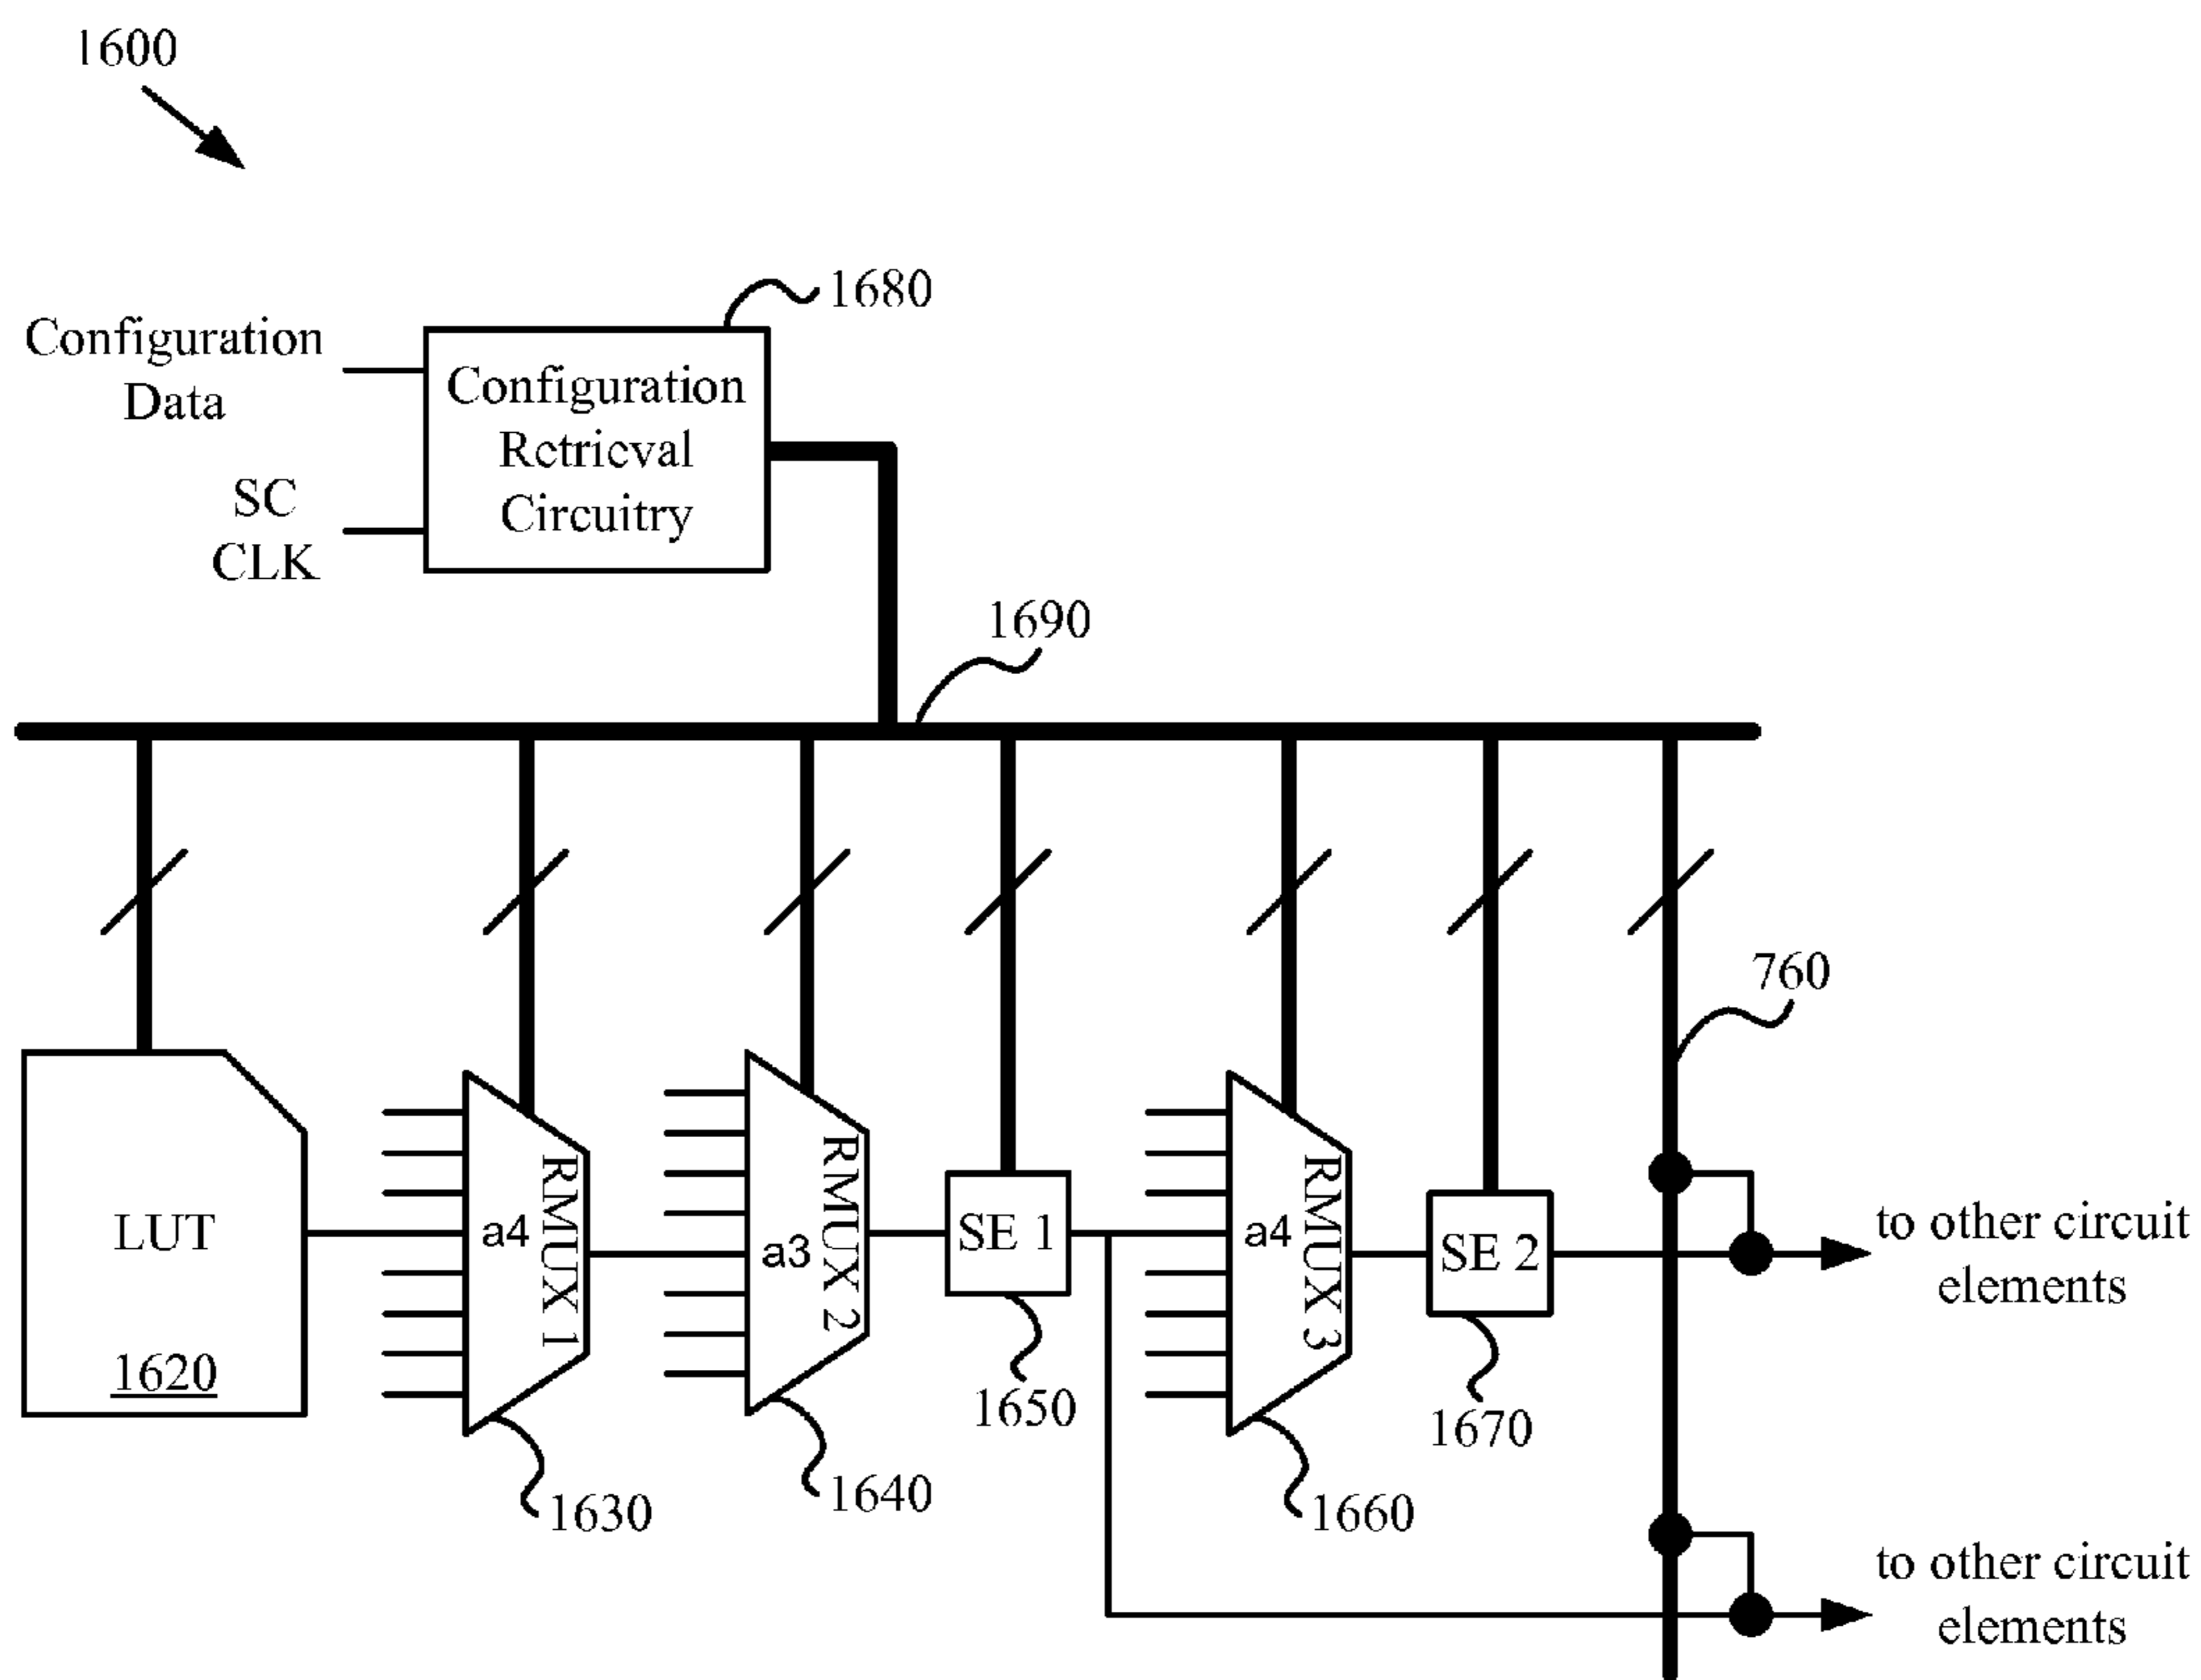 1600
1680
Configuration
Data
Configuration
Retrieval
Circuitry
SC
CLK
1690
760
LUT
1620
a4
RMUX 1
a3
RMUX 2
SE 1
a4
RMUX 3
SE 2
to other circuit
elements
1650
1670
1630
1640
1660
to other circuit
elements